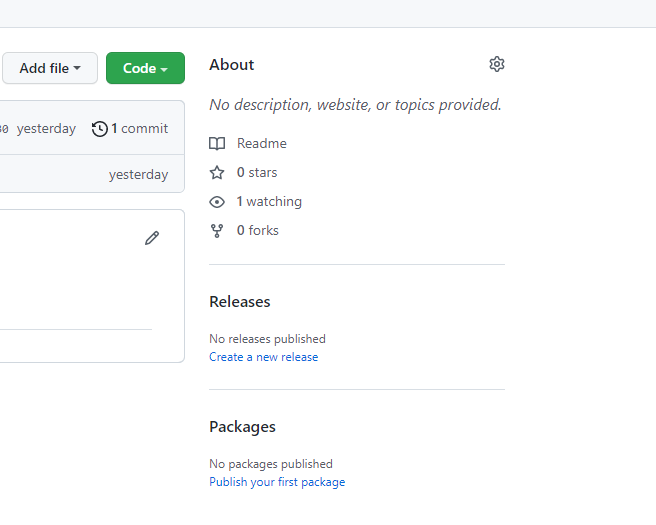 Add file Code
About
No description, website, or topics provided.
yesterday 1 commit
yesterday
Readme
0 stars
1 watching
0 forks
Releases
No releases published
Create a new release
Packages
No packages published
Publish your first package